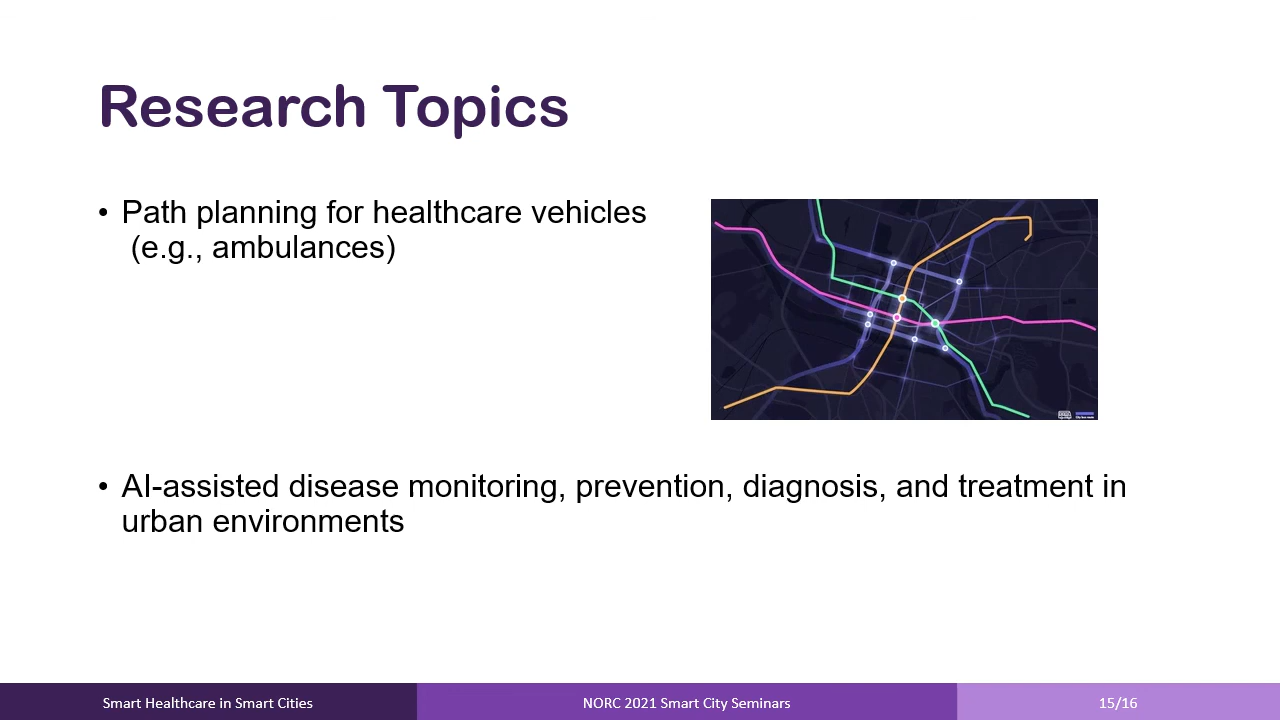 Research Topics
• Path planning for healthcare vehicles
(e.g., ambulances)
• AI-assisted disease monitoring, prevention, diagnosis, and treatment in
urban environments
Smart Healthcare in Smart Cities
NORC 2021 Smart City Seminars
15/16